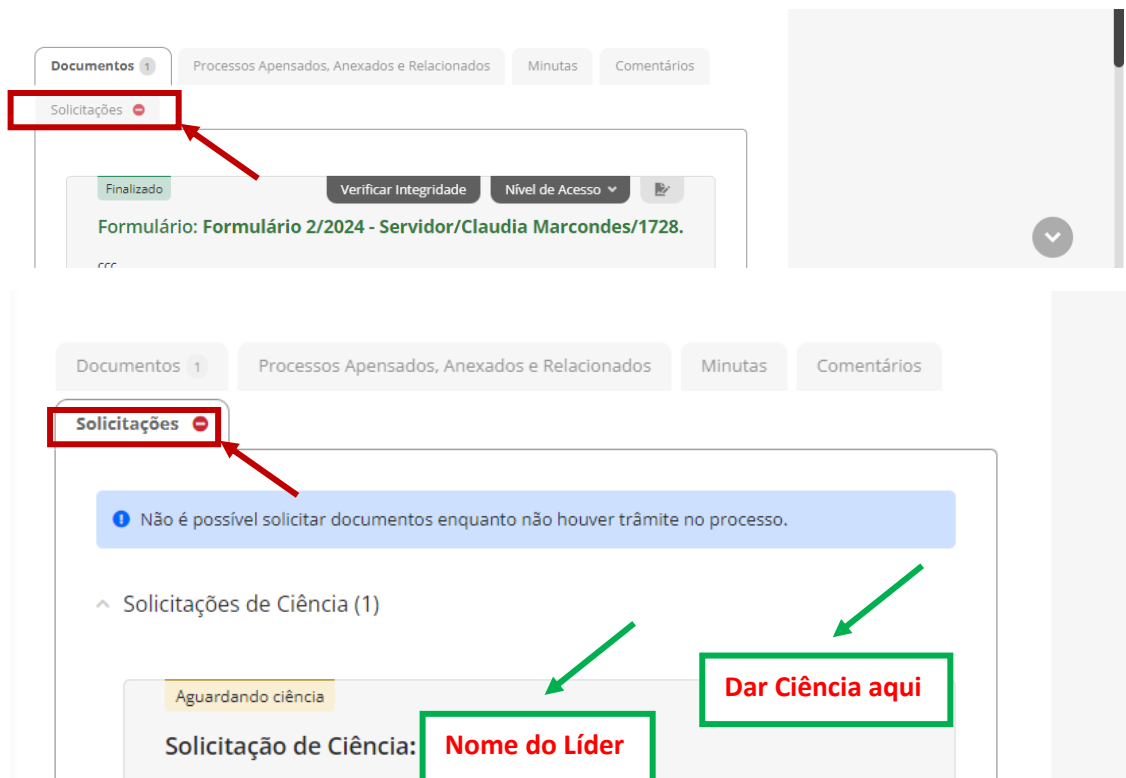 Documentos 1 Processos Apensados, Anexados e Relacionados Minutas Comentários
Solicitações
Finalizado Verificar Integridade Nível de Acesso
Formulário: Formulário 2/2024 - Servidor/Claudia Marcondes/1728.
Documentos 1 Processos Apensados, Anexados e Relacionados Minutas Comentários
Solicitações
Não é possível solicitar documentos enquanto não houver trâmite no processo.
Solicitações de Ciência (1)
Aguardando ciência
Dar Ciência aqui
Solicitação de Ciência: Nome do Líder